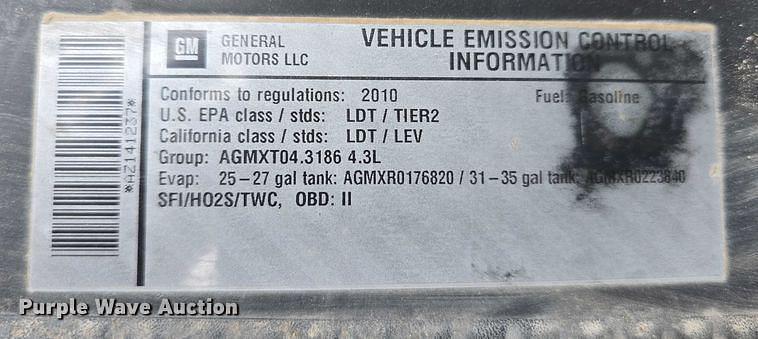 GM GENERAL MOTORS LLC
VEHICLE EMISSION CONTROL INFORMATION
Conforms to regulations: 2010 Fuel: Gasoline
U.S. EPA class / stds: LDT / TIER2
California class / stds: LDT / LEV
Group: AGMXT04.3186 4.3L
Evap: 25–27 gal tank: AGMXR0176820 / 31–35 gal tank: AGMXR0223840
SFI/HO2S/TWC, OBD: II
*AZ141237*
Purple Wave Auction